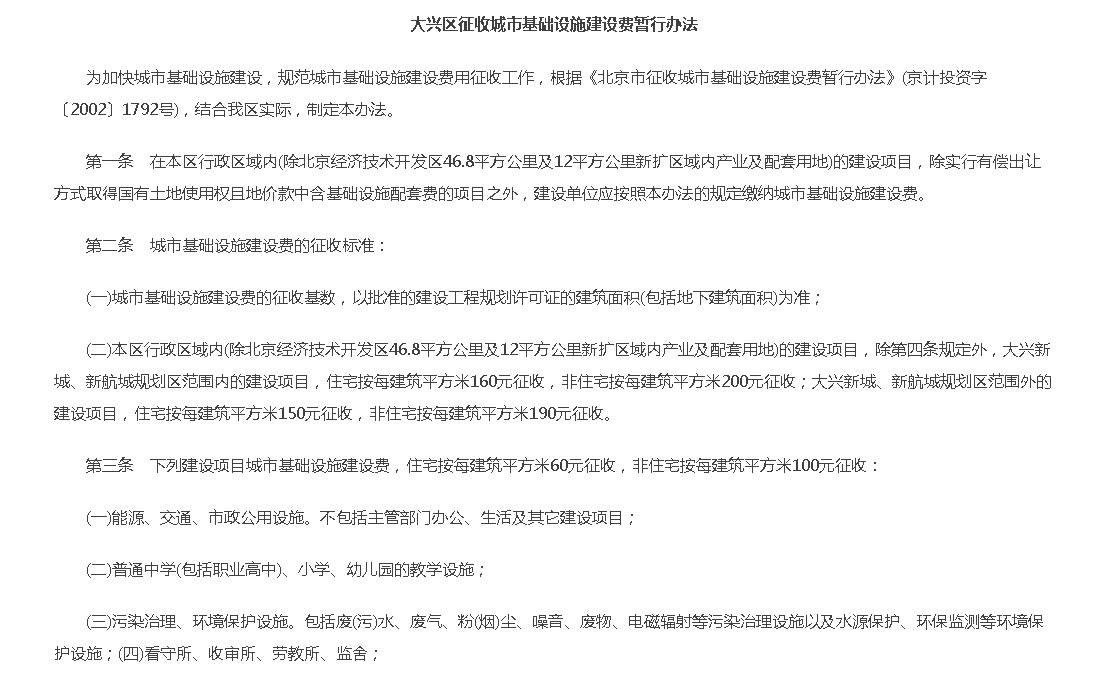 大兴区征收城市基础设施建设费暂行办法
为加快城市基础设施建设，规范城市基础设施建设费用征收工作，根据《北京市征收城市基础设施建设费暂行办法》(京计投资字
〔2002〕1792号)，结合我区实际，制定本办法。
第一条　在本区行政区域内(除北京经济技术开发区46.8平方公里及12平方公里新扩区域内产业及配套用地)的建设项目，除实行有偿出让
方式取得国有土地使用权且地价款中含基础设施配套费的项目之外，建设单位应按照本办法的规定缴纳城市基础设施建设费。
第二条　城市基础设施建设费的征收标准：
(一)城市基础设施建设费的征收基数，以批准的建设工程规划许可证的建筑面积(包括地下建筑面积)为准；
(二)本区行政区域内(除北京经济技术开发区46.8平方公里及12平方公里新扩区域内产业及配套用地)的建设项目，除第四条规定外，大兴新
城、新航城规划区范围内的建设项目，住宅按每建筑平方米160元征收，非住宅按每建筑平方米200元征收；大兴新城、新航城规划区范围外的
建设项目，住宅按每建筑平方米150元征收，非住宅按每建筑平方米190元征收。
第三条　下列建设项目城市基础设施建设费，住宅按每建筑平方米60元征收，非住宅按每建筑平方米100元征收：
(一)能源、交通、市政公用设施。不包括主管部门办公、生活及其它建设项目；
(二)普通中学(包括职业高中)、小学、幼儿园的教学设施；
(三)污染治理、环境保护设施。包括废(污)水、废气、粉(烟)尘、噪音、废物、电磁辐射等污染治理设施以及水源保护、环保监测等环境保
护设施；(四)看守所、收审所、劳教所、监舍；